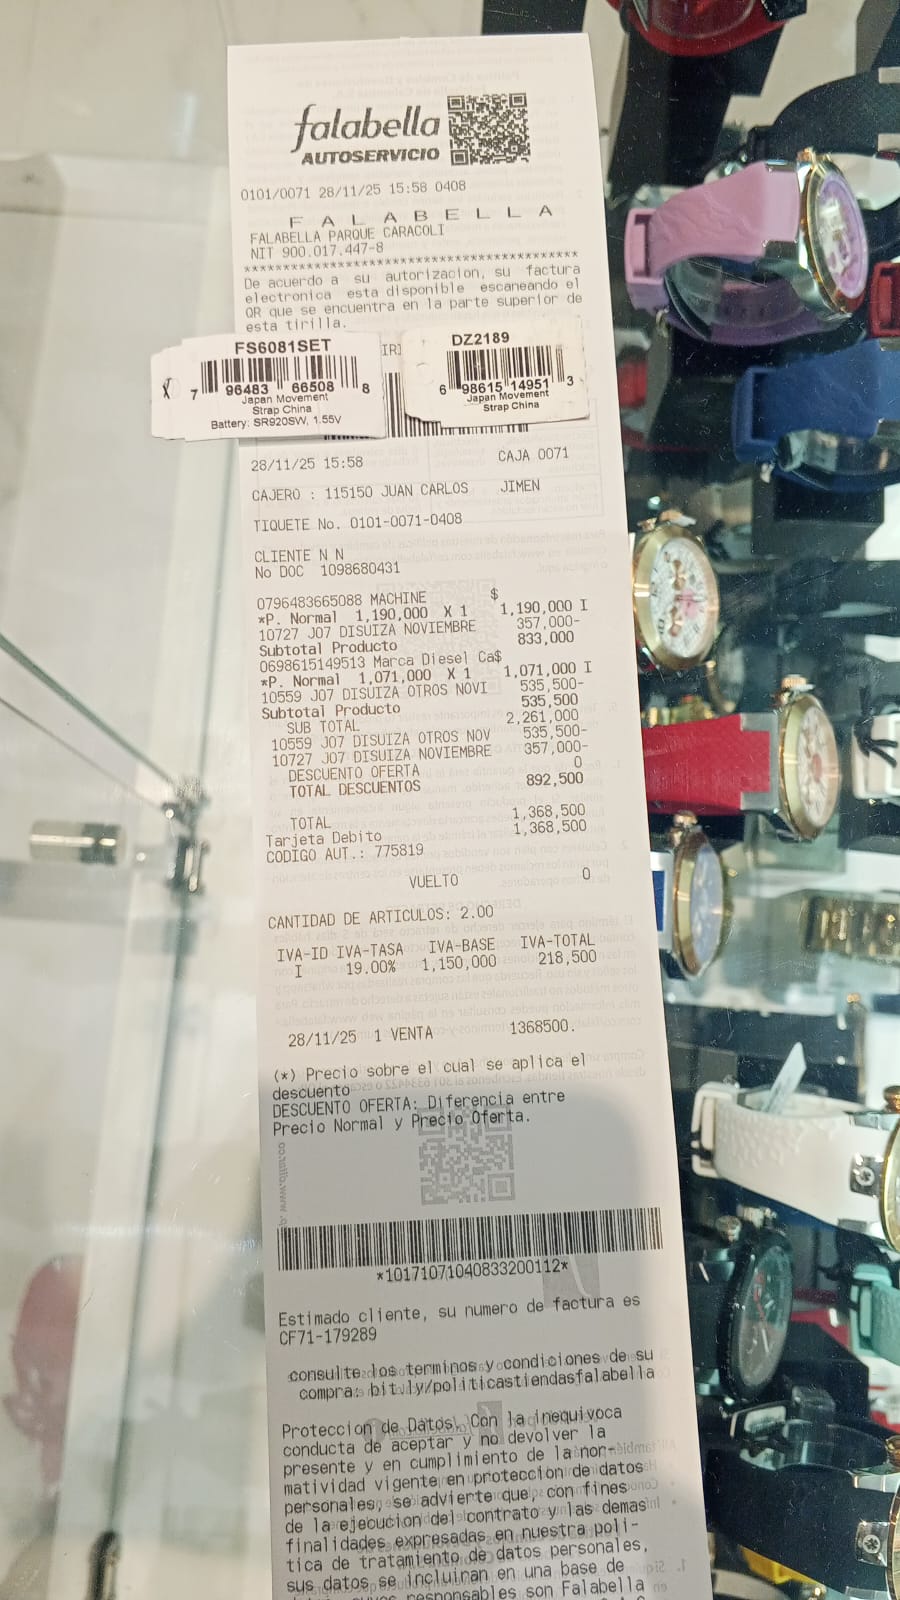 falabella
AUTOSERVICIO
0101/0071 28/11/25 15:58 0408
F A L A B E L L A
FALABELLA PARQUE CARACOLI
NIT 900.017.447-8
******************************************
De acuerdo a su autorizacion, su factura
electronica esta disponible escaneando el
QR que se encuentra en la parte superior de
esta tirilla.
FS6081SET
7 96483 66508 8
Japan Movement
Strap China
Battery: SR920SW, 1.55V
DZ2189
6 98615 14951 3
Japan Movement
Strap China
28/11/25 15:58 CAJA 0071
CAJERO : 115150 JUAN CARLOS JIMEN
TIQUETE No. 0101-0071-0408
CLIENTE N N
No DOC 1098680431
0796483665088 MACHINE $
*P. Normal 1,190,000 X 1 1,190,000 I
10727 J07 DISUIZA NOVIEMBRE 357,000-
Subtotal Producto 833,000
0698615149513 Marca Diesel Ca$
*P. Normal 1,071,000 X 1 1,071,000 I
10559 J07 DISUIZA OTROS NOVI 535,500-
Subtotal Producto 535,500
SUB TOTAL 2,261,000
10559 J07 DISUIZA OTROS NOV 535,500-
10727 J07 DISUIZA NOVIEMBRE 357,000-
DESCUENTO OFERTA 0
TOTAL DESCUENTOS 892,500
TOTAL 1,368,500
Tarjeta Debito 1,368,500
CODIGO AUT.: 775819
VUELTO 0
CANTIDAD DE ARTICULOS: 2.00
IVA-ID IVA-TASA IVA-BASE IVA-TOTAL
I 19.00% 1,150,000 218,500
28/11/25 1 VENTA 1368500.
(*) Precio sobre el cual se aplica el
descuento
DESCUENTO OFERTA: Diferencia entre
Precio Normal y Precio Oferta.
*10171071040833200112*
Estimado cliente, su numero de factura es
CF71-179289
consulte los terminos y condiciones de su
compra: bit.ly/politicastiendasfalabella
Proteccion de Datos. Con la inequivoca
conducta de aceptar y no devolver la
presente y en cumplimiento de la nor-
matividad vigente en proteccion de datos
personales, se advierte que, con fines
de la ejecucion del contrato y las demas
finalidades expresadas en nuestra poli-
tica de tratamiento de datos personales,
sus datos se incluiran en una base de
responsables son Falabella